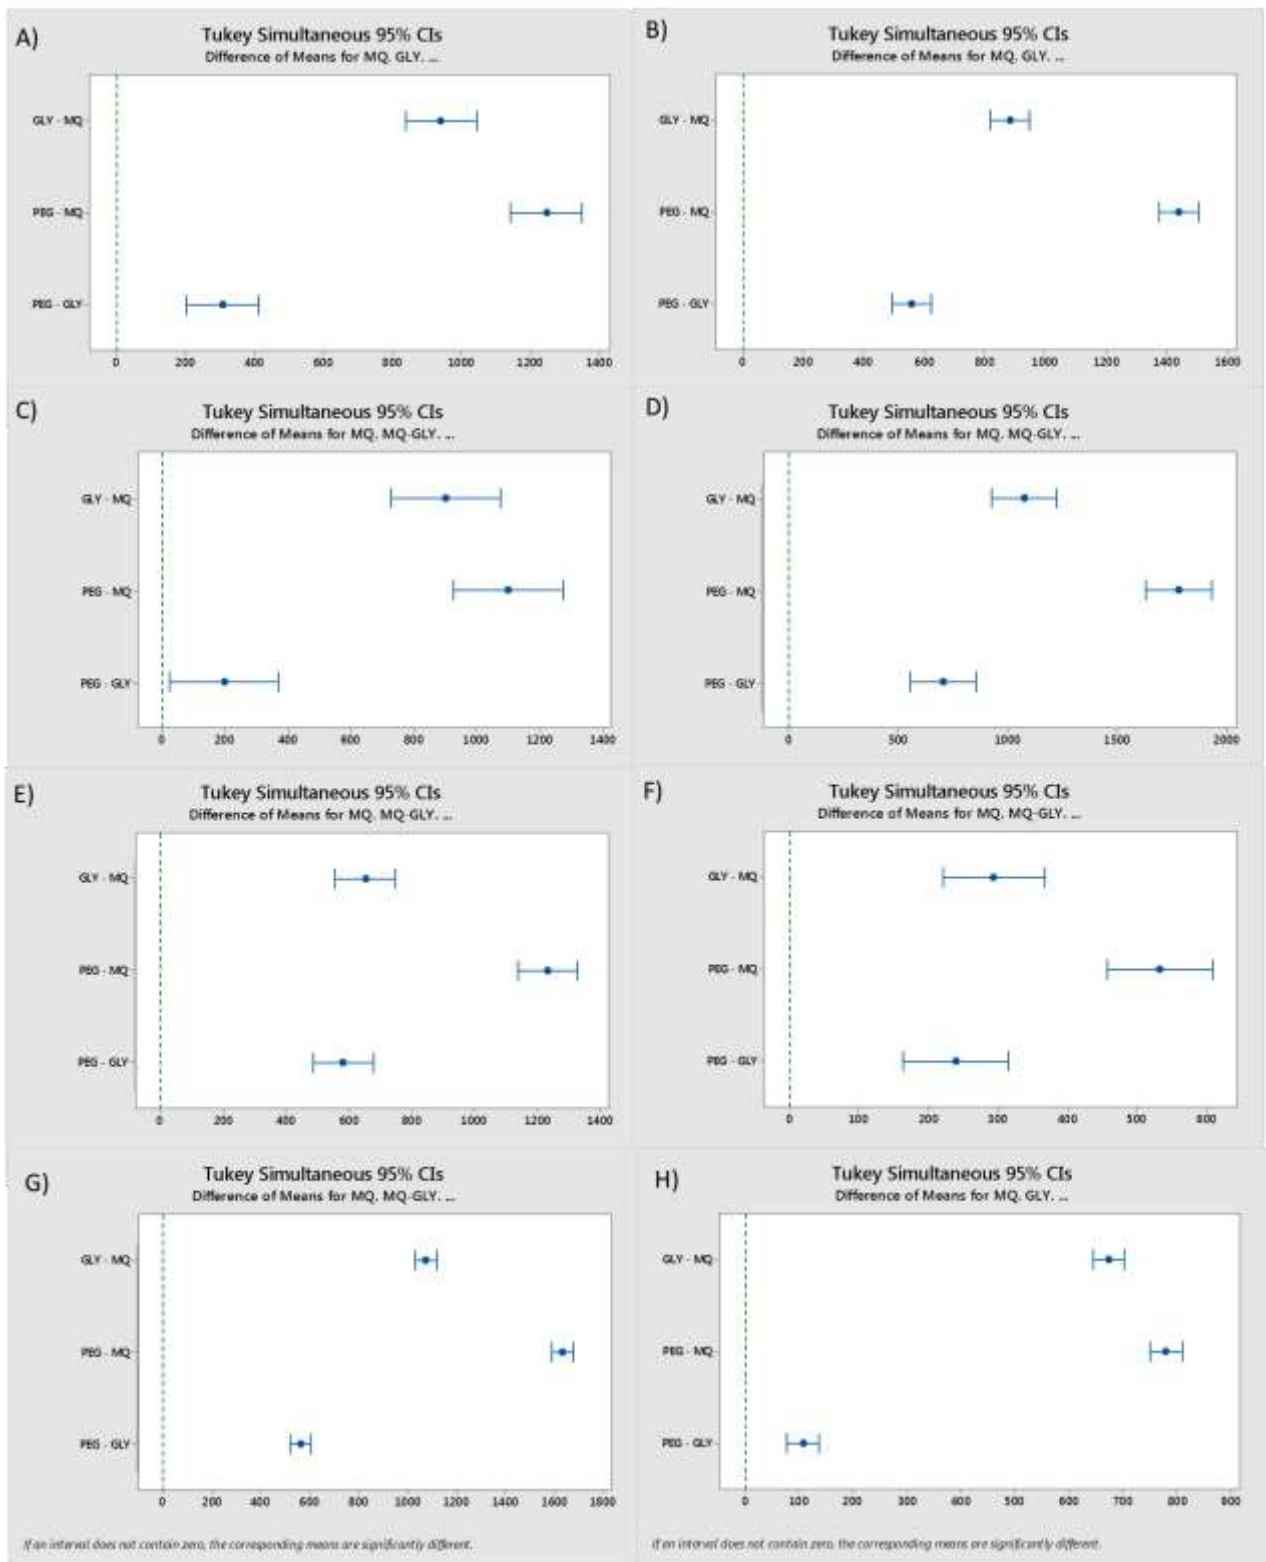 A)
Tukey Simultaneous 95% CIs
Difference of Means for MQ. GLY. ...
GLY - MQ
PEG - MQ
PEG - GLY
0 200 400 600 800 1000 1200 1400
B)
Tukey Simultaneous 95% CIs
Difference of Means for MQ. GLY. ...
GLY - MQ
PEG - MQ
PEG - GLY
0 200 400 600 800 1000 1200 1400 1600
C)
Tukey Simultaneous 95% CIs
Difference of Means for MQ. MQ-GLY. ...
GLY - MQ
PEG - MQ
PEG - GLY
0 200 400 600 800 1000 1200 1400
D)
Tukey Simultaneous 95% CIs
Difference of Means for MQ. MQ-GLY. ...
GLY - MQ
PEG - MQ
PEG - GLY
0 500 1000 1500 2000
E)
Tukey Simultaneous 95% CIs
Difference of Means for MQ. MQ-GLY. ...
GLY - MQ
PEG - MQ
PEG - GLY
0 200 400 600 800 1000 1200 1400
F)
Tukey Simultaneous 95% CIs
Difference of Means for MQ. MQ-GLY. ...
GLY - MQ
PEG - MQ
PEG - GLY
0 100 200 300 400 500 600
G)
Tukey Simultaneous 95% CIs
Difference of Means for MQ. MQ-GLY. ...
GLY - MQ
PEG - MQ
PEG - GLY
0 200 400 600 800 1000 1200 1400 1600 1800
If an interval does not contain zero, the corresponding means are significantly different.
H)
Tukey Simultaneous 95% CIs
Difference of Means for MQ. GLY. ...
GLY - MQ
PEG - MQ
PEG - GLY
0 100 200 300 400 500 600 700 800 900
If an interval does not contain zero, the corresponding means are significantly different.